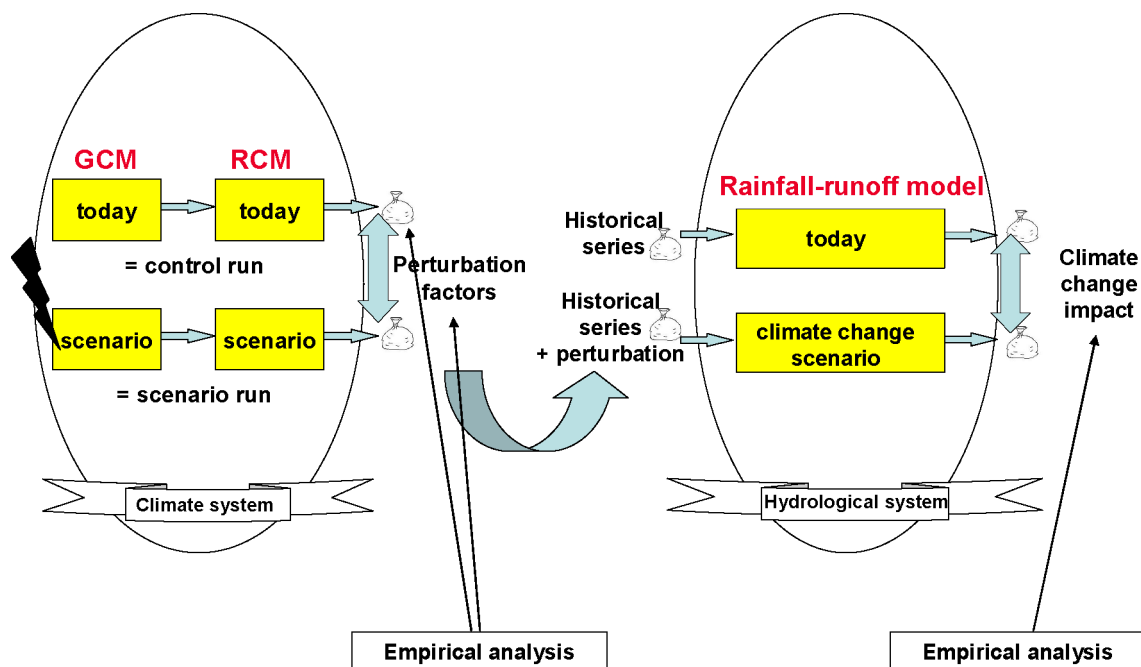 GCM
RCM
today
today
= control run
Perturbation
factors
scenario
scenario
= scenario run
Climate system
Empirical analysis
Rainfall-runoff model
Historical
series
today
Historical
series
+ perturbation
climate change
scenario
Climate
change
impact
Hydrological system
Empirical analysis